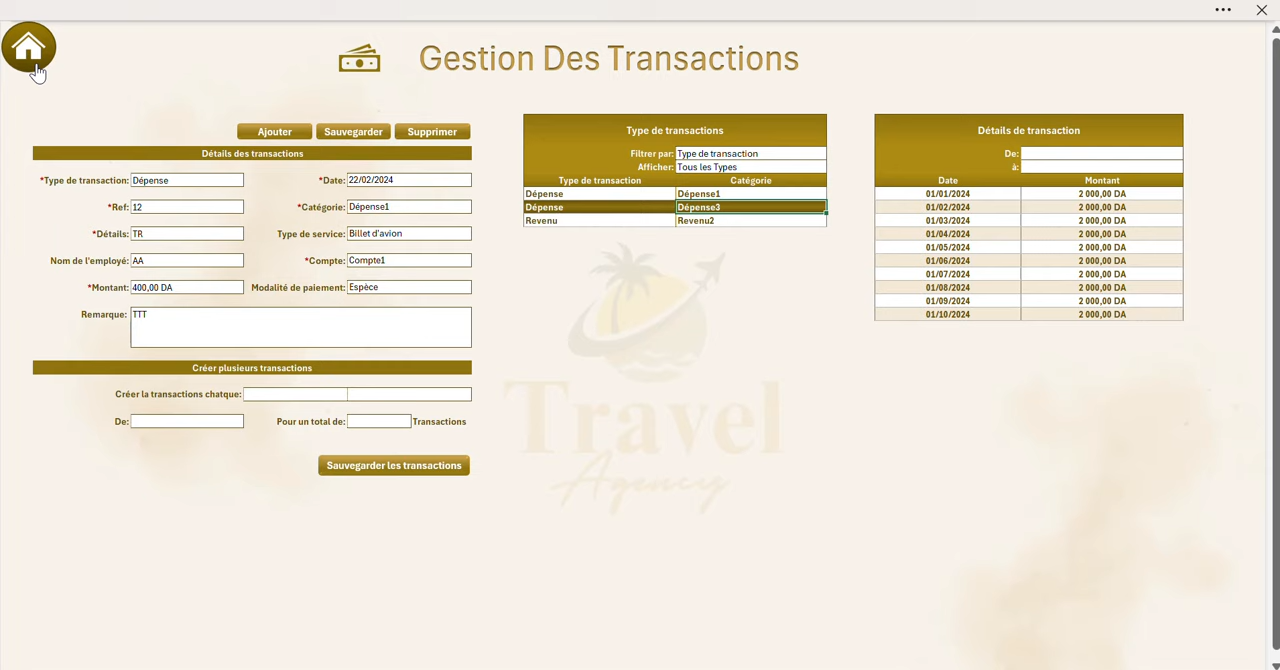 Gestion Des Transactions
Ajouter Sauvegarder Supprimer
Détails des transactions
*Type de transaction: Dépense *Date: 22/02/2024
*Ref: 12 *Catégorie: Dépense1
*Détails: TR Type de service: Billet d'avion
Nom de l'employé: AA *Compte: Compte1
*Montant: 400,00 DA Modalité de paiement: Espèce
Remarque: TTT
Créer plusieurs transactions
Créer la transactions chatque:
De: Pour un total de: Transactions
Sauvegarder les transactions
Type de transactions
Filtrer par: Type de transaction
Afficher: Tous les Types
Type de transaction Catégorie
Dépense Dépense1
Dépense Dépense3
Revenu Revenu2
Travel
Agency
Détails de transaction
De:
à:
Date Montant
01/01/2024 2 000,00 DA
01/02/2024 2 000,00 DA
01/03/2024 2 000,00 DA
01/04/2024 2 000,00 DA
01/05/2024 2 000,00 DA
01/06/2024 2 000,00 DA
01/07/2024 2 000,00 DA
01/08/2024 2 000,00 DA
01/09/2024 2 000,00 DA
01/10/2024 2 000,00 DA